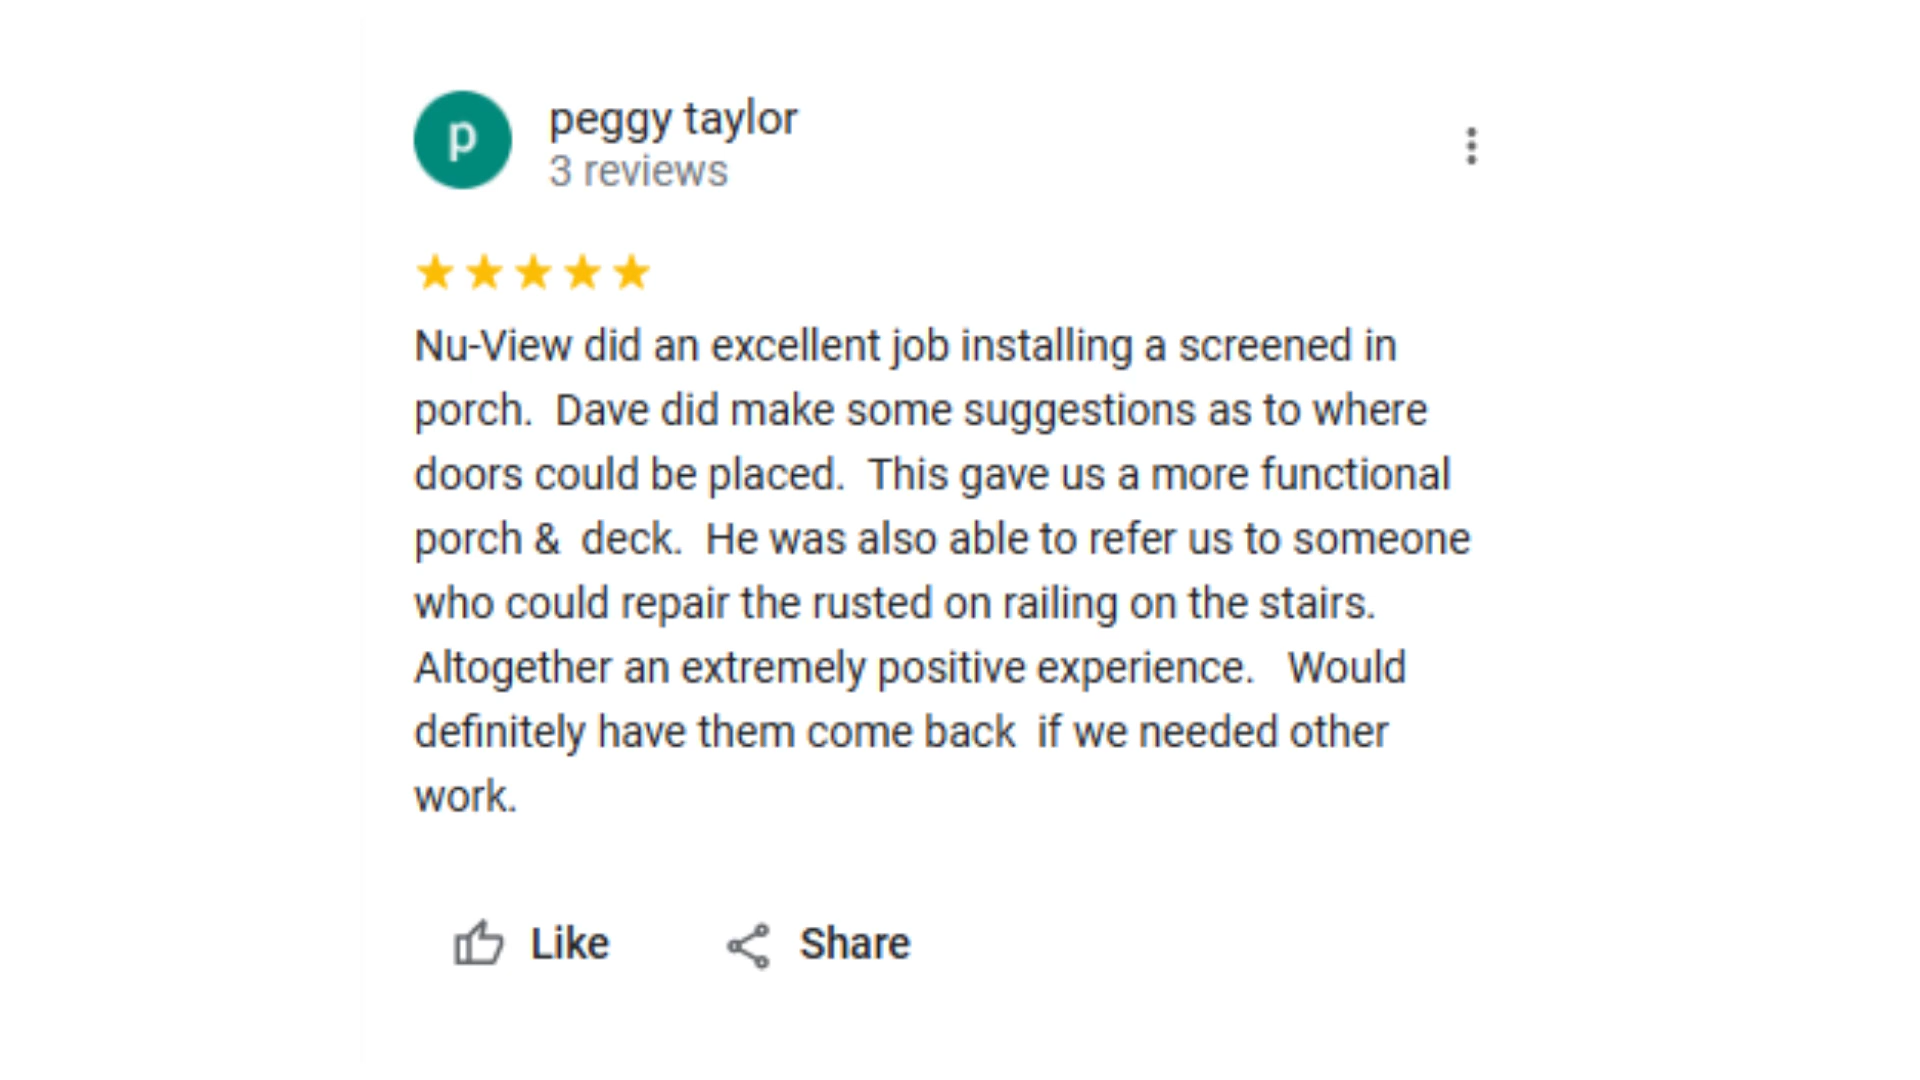 p
peggy taylor
3 reviews
Nu-View did an excellent job installing a screened in
porch.  Dave did make some suggestions as to where
doors could be placed.  This gave us a more functional
porch &  deck.  He was also able to refer us to someone
who could repair the rusted on railing on the stairs.
Altogether an extremely positive experience.   Would
definitely have them come back  if we needed other
work.
Like
Share